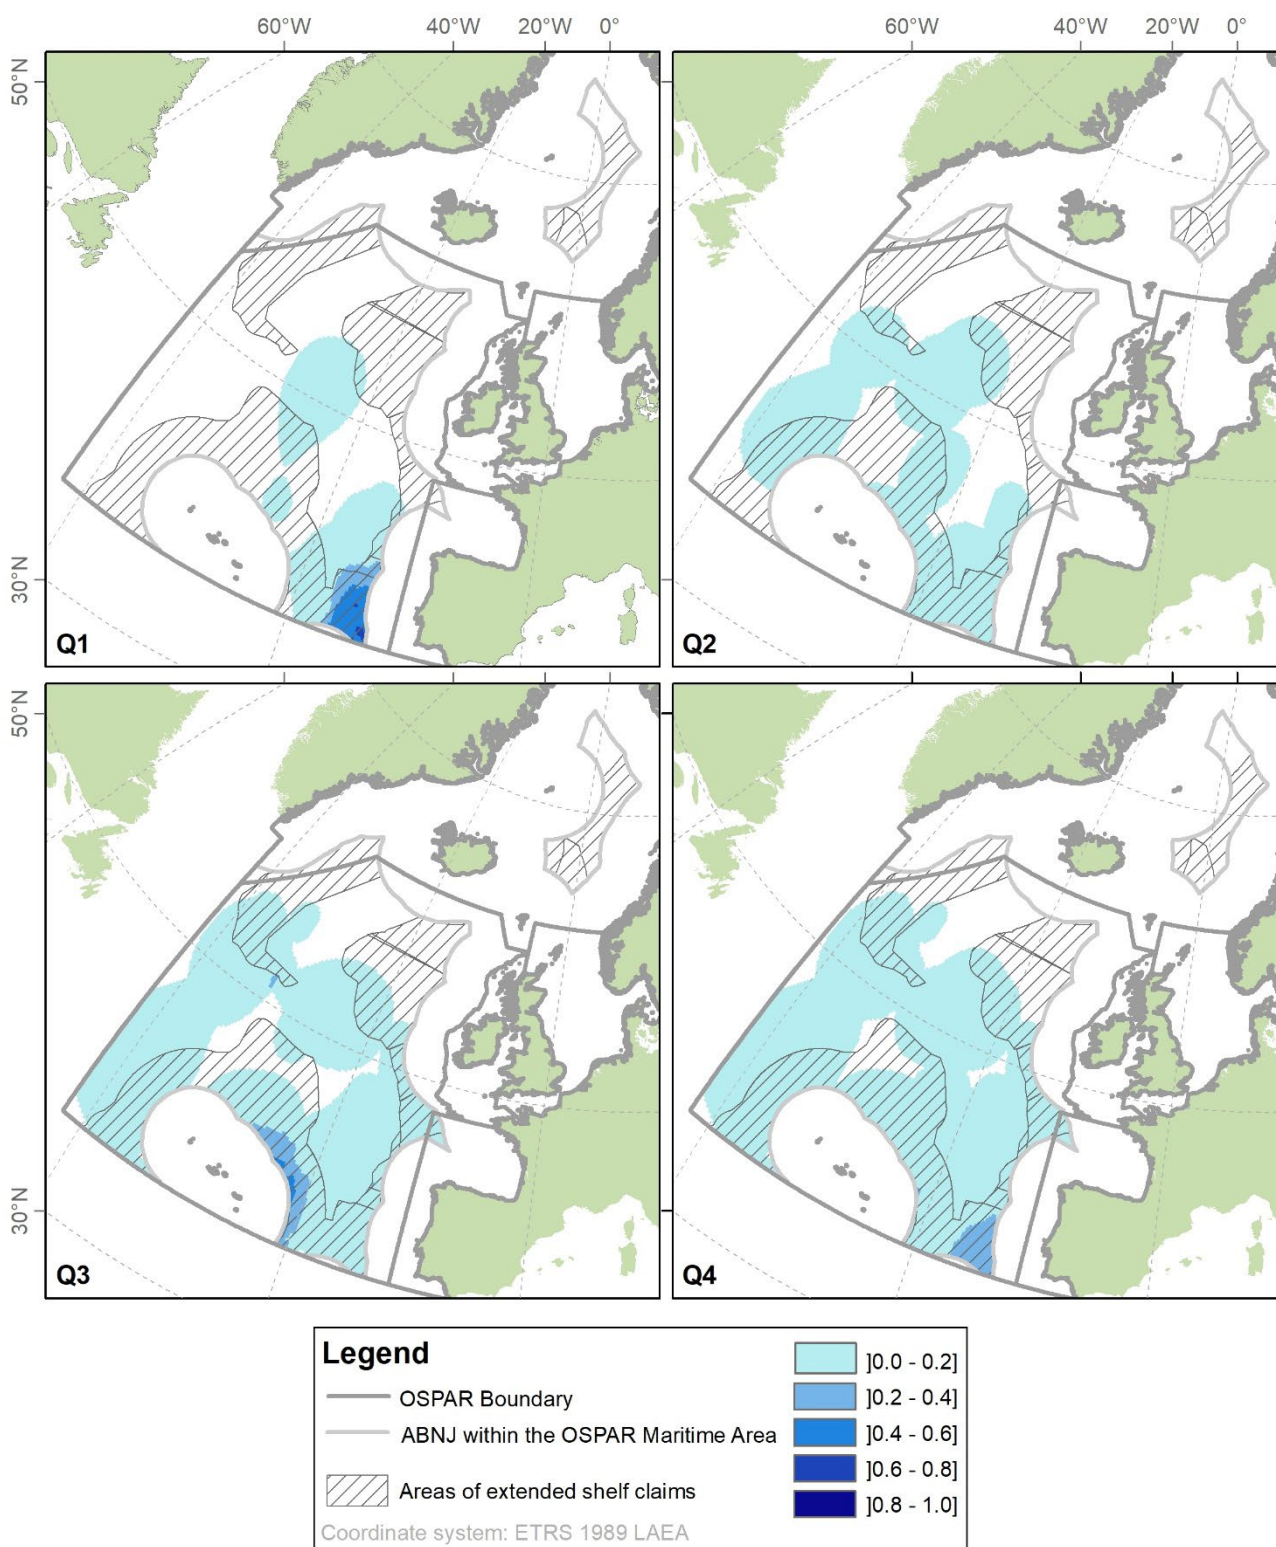 60°W 40°W 20°W 0° 60°W 40°W 20°W 0°
50°N
30°N
Q1 Q2
50°N
30°N
Q3 Q4
Legend
OSPAR Boundary
ABNJ within the OSPAR Maritime Area
Areas of extended shelf claims
Coordinate system: ETRS 1989 LAEA
]0.0 - 0.2]
]0.2 - 0.4]
]0.4 - 0.6]
]0.6 - 0.8]
]0.8 - 1.0]